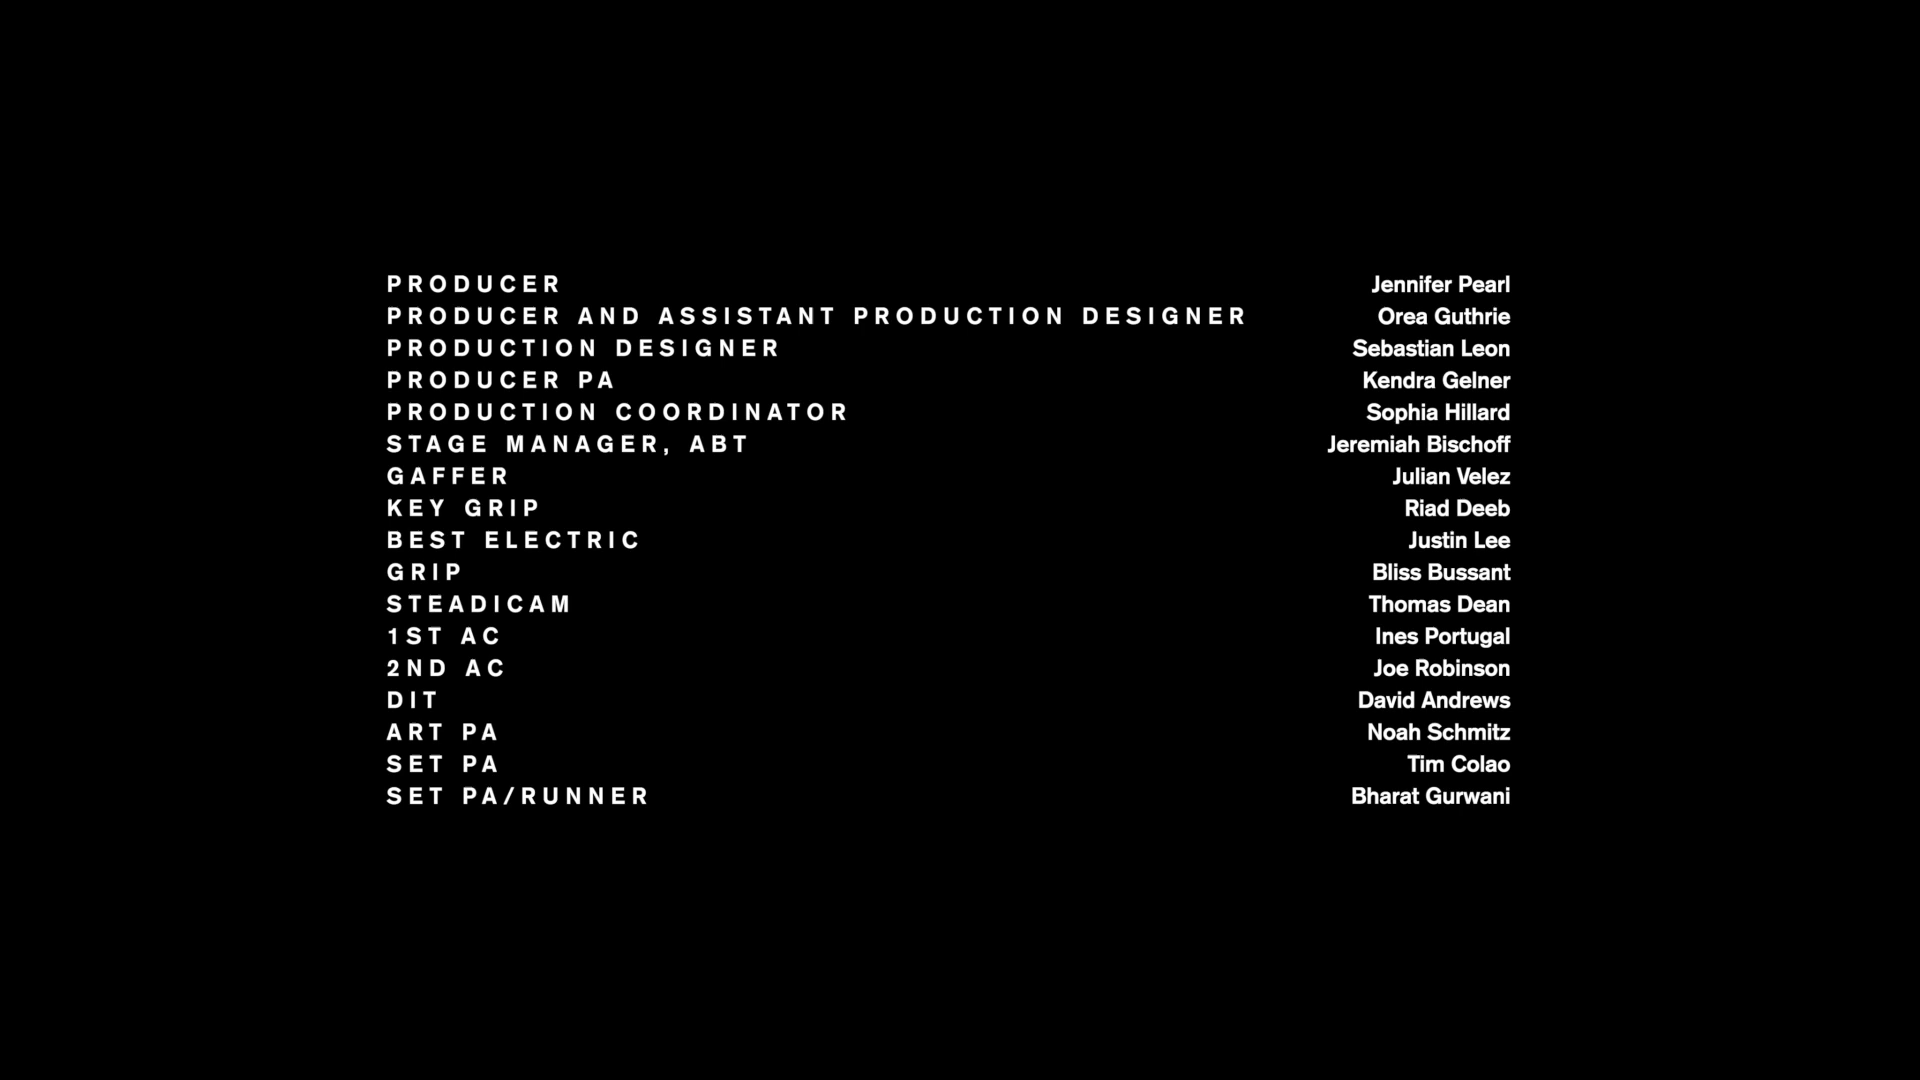 PRODUCER Jennifer Pearl
PRODUCER AND ASSISTANT PRODUCTION DESIGNER Orea Guthrie
PRODUCTION DESIGNER Sebastian Leon
PRODUCER PA Kendra Gelner
PRODUCTION COORDINATOR Sophia Hillard
STAGE MANAGER, ABT Jeremiah Bischoff
GAFFER Julian Velez
KEY GRIP Riad Deeb
BEST ELECTRIC Justin Lee
GRIP Bliss Bussant
STEADICAM Thomas Dean
1ST AC Ines Portugal
2ND AC Joe Robinson
DIT David Andrews
ART PA Noah Schmitz
SET PA Tim Colao
SET PA/RUNNER Bharat Gurwani